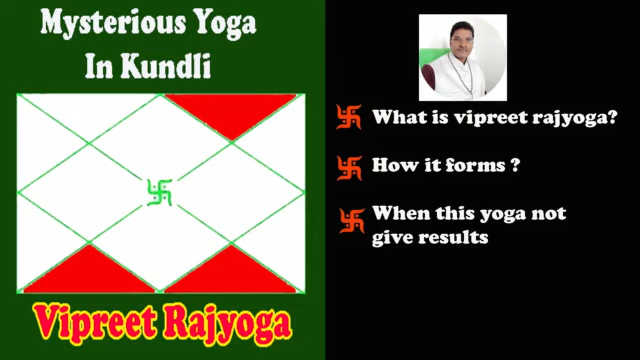 Mysterious Yoga
In Kundli
Vipreet Rajyoga
What is vipreet rajyoga?
How it forms ?
When this yoga not
give results